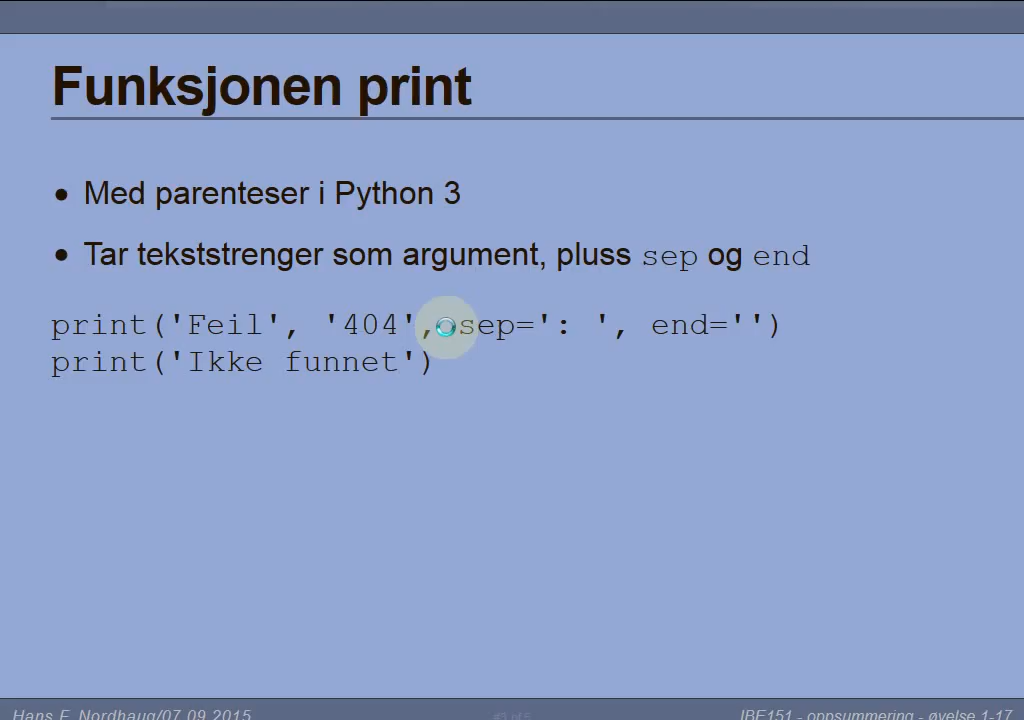 Funksjonen print
• Med parenteser i Python 3
• Tar tekststrenger som argument, pluss sep og end
print('Feil', '404', sep=': ', end='')
print('Ikke funnet')
Hans F. Nordhaug/07.09.2015
IBE151 - oppsummering - øvelse 1-17